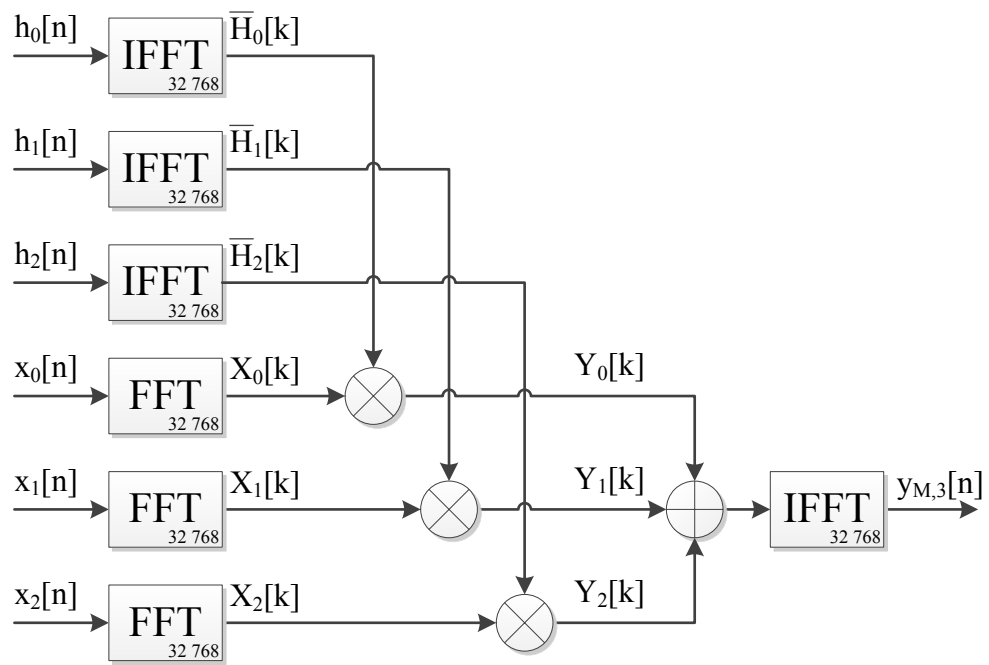 h₀[n] IFFT 32 768 H̅₀[k]
h₁[n] IFFT 32 768 H̅₁[k]
h₂[n] IFFT 32 768 H̅₂[k]
x₀[n] FFT 32 768 X₀[k] Y₀[k]
x₁[n] FFT 32 768 X₁[k] Y₁[k] IFFT 32 768 y_M,3[n]
x₂[n] FFT 32 768 X₂[k] Y₂[k]